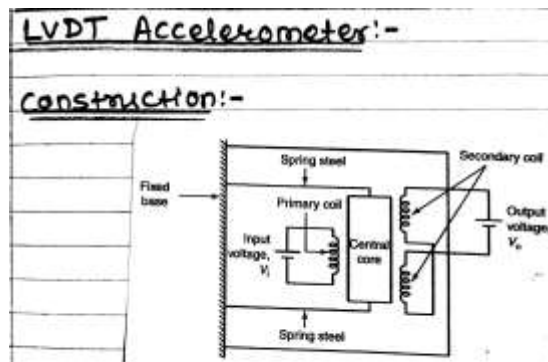 LVDT Accelerometer:-
Construction:-
Spring steel
Secondary coil
Fixed
base
Primary coil
Output
voltage,
Vo
Input
voltage,
Vi
Central
core
Spring steel